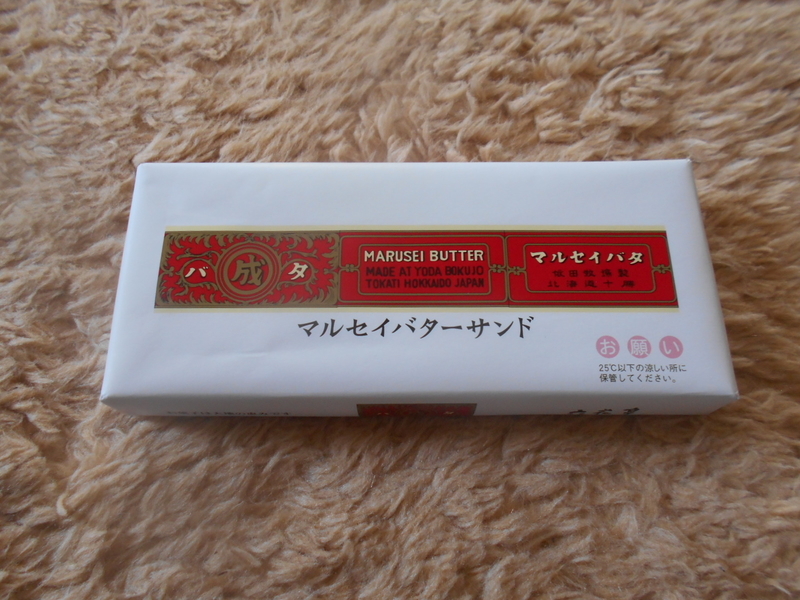 バ 成 タ
MARUSEI BUTTER
MADE AT YODA BOKUJO
TOKATI HOKKAIDO JAPAN
マルセイバタ
マルセイバターサンド
お願い
25℃以下の涼しい所に
保管してください。